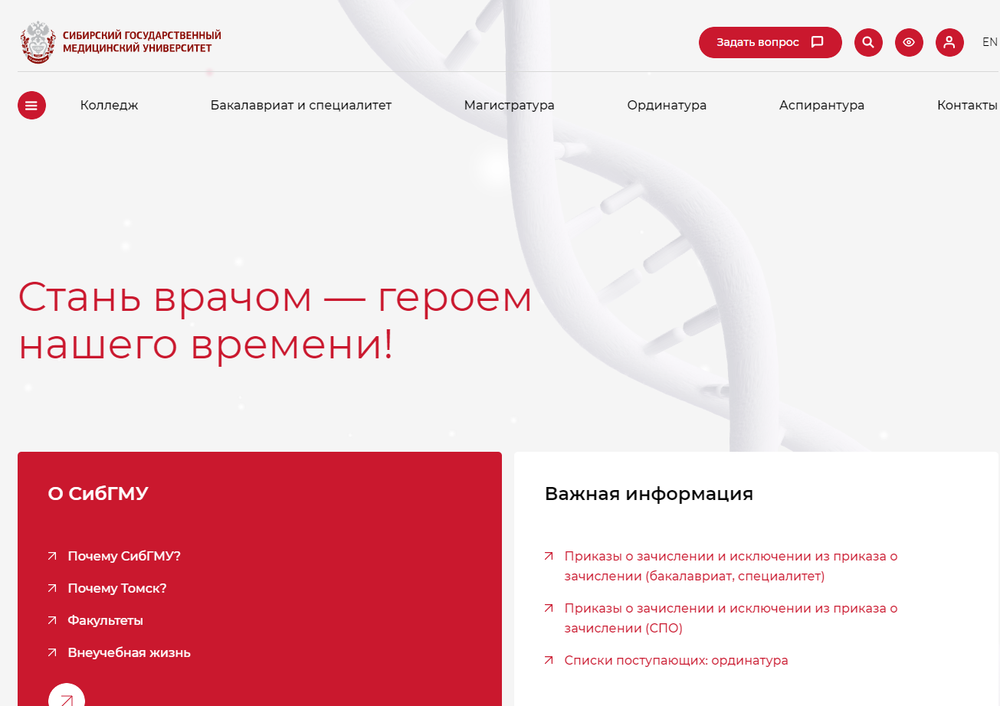 СИБИРСКИЙ ГОСУДАРСТВЕННЫЙ
МЕДИЦИНСКИЙ УНИВЕРСИТЕТ
Задать вопрос
EN
Колледж
Бакалавриат и специалитет
Магистратура
Ординатура
Аспирантура
Контакты
Стань врачом — героем
нашего времени!
О СибГМУ
Почему СибГМУ?
Почему Томск?
Факультеты
Внеучебная жизнь
Важная информация
Приказы о зачислении и исключении из приказа о
зачислении (бакалавриат, специалитет)
Приказы о зачислении и исключении из приказа о
зачислении (СПО)
Списки поступающих: ординатура